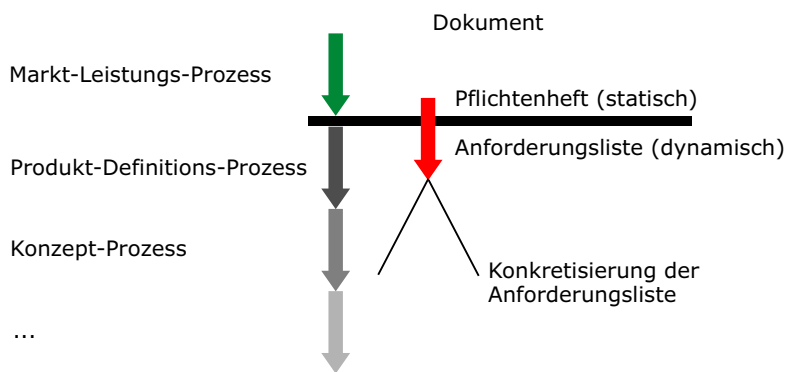 Dokument
Markt-Leistungs-Prozess
Pflichtenheft (statisch)
Anforderungsliste (dynamisch)
Produkt-Definitions-Prozess
Konzept-Prozess
Konkretisierung der
Anforderungsliste
...